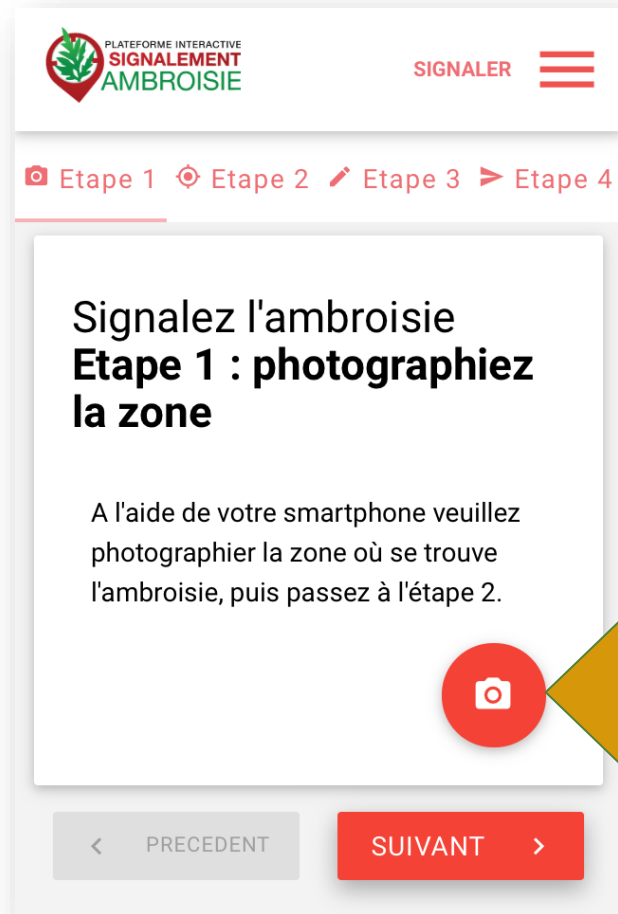 PLATEFORME INTERACTIVE
SIGNALEMENT
AMBROISIE
SIGNALER
Etape 1 Etape 2 Etape 3 Etape 4
Signalez l'ambroisie
Etape 1 : photographiez
la zone
A l'aide de votre smartphone veuillez
photographier la zone où se trouve
l'ambroisie, puis passez à l'étape 2.
PRECEDENT SUIVANT